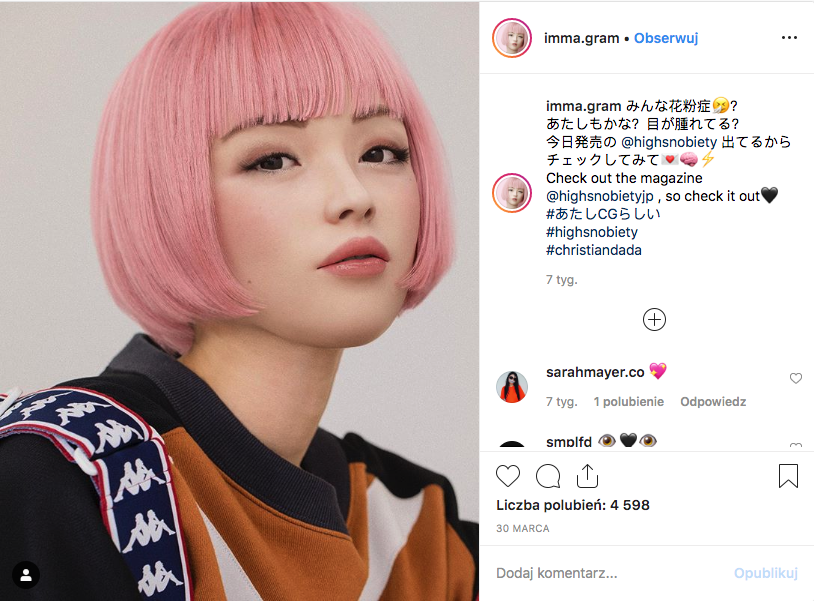 imma.gram • Obserwuj
imma.gram みんな花粉症🤧?
あたしもかな？目が腫れてる？
今日発売の @highsnobiety 出てるから
チェックしてみて💌🧠⚡
Check out the magazine
@highsnobietyjp , so check it out🖤
#あたしCGらしい
#highsnobiety
#christiandada
7 tyg.
sarahmayer.co 💖
7 tyg. 1 polubienie Odpowiedz
smplfd 👁️🖤👁️
Liczba polubień: 4 598
30 MARCA
Dodaj komentarz... Opublikuj